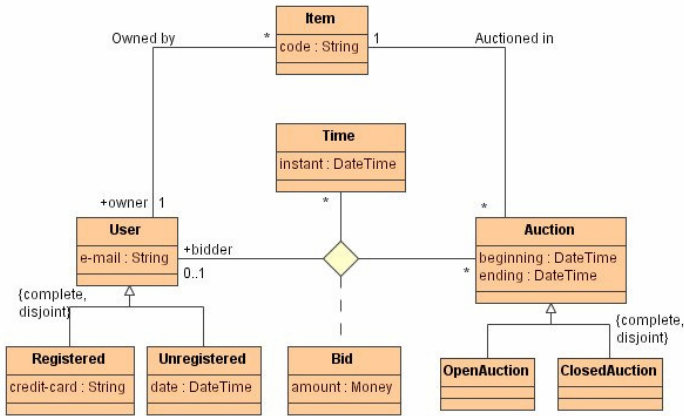 Item
code : String
Owned by
*
1
Auctioned in
Time
instant : DateTime
*
+owner
1
*
User
e-mail : String
+bidder
0..1
*
Auction
beginning : DateTime
ending : DateTime
{complete,
disjoint}
{complete,
disjoint}
Registered
credit-card : String
Unregistered
date : DateTime
Bid
amount : Money
OpenAuction
ClosedAuction